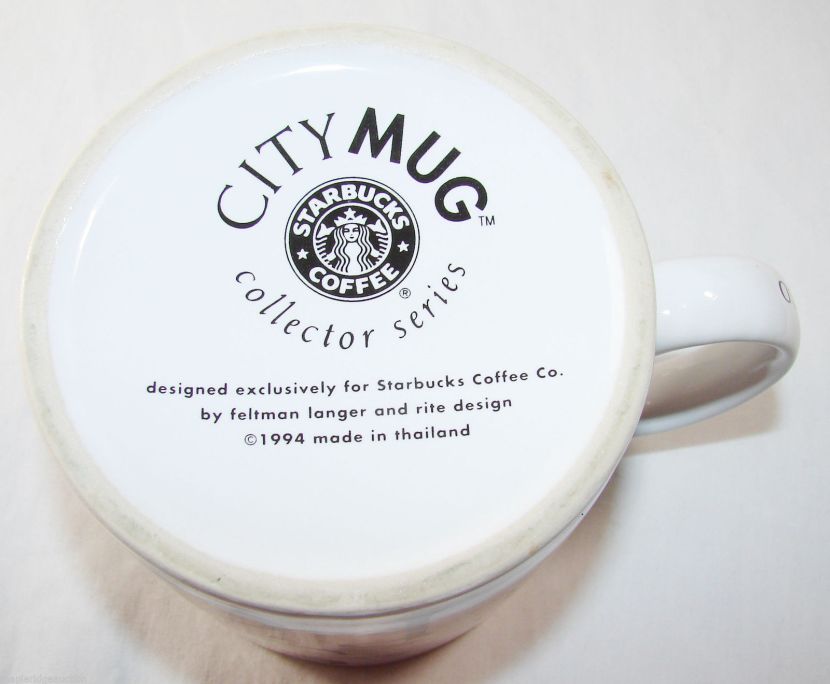 CITY MUG™
STARBUCKS
COFFEE
®
collector series
designed exclusively for Starbucks Coffee Co.
by feltman langer and rite design
©1994 made in thailand